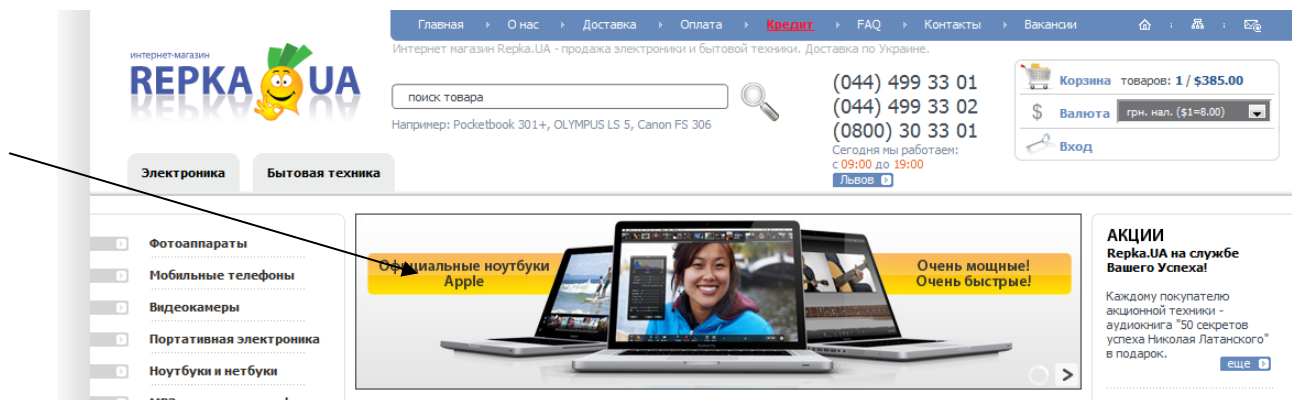 Главная О нас Доставка Оплата Кредит FAQ Контакты Вакансии
Интернет магазин Repka.UA - продажа электроники и бытовой техники. Доставка по Украине.
интернет-магазин
REPKA UA
поиск товара
Например: Pocketbook 301+, OLYMPUS LS 5, Canon FS 306
(044) 499 33 01
(044) 499 33 02
(0800) 30 33 01
Сегодня мы работаем:
с 09:00 до 19:00
Львов
Корзина товаров: 1 / $385.00
Валюта грн. нал. ($1=8.00)
Вход
Электроника Бытовая техника
Фотоаппараты
Мобильные телефоны
Видеокамеры
Портативная электроника
Ноутбуки и нетбуки
Официальные ноутбуки
Apple
Очень мощные!
Очень быстрые!
АКЦИИ
Repka.UA на службе
Вашего Успеха!
Каждому покупателю
акционной техники -
аудиокнига "50 секретов
успеха Николая Латанского"
в подарок.
еще